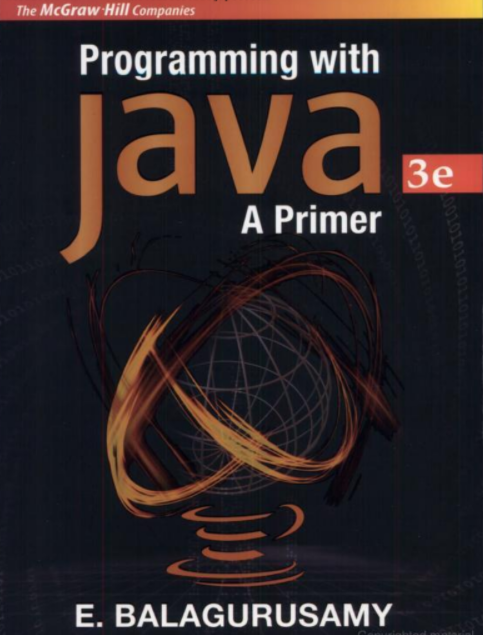 The McGraw·Hill Companies
Programming with
java
3e
A Primer
E. BALAGURUSAMY